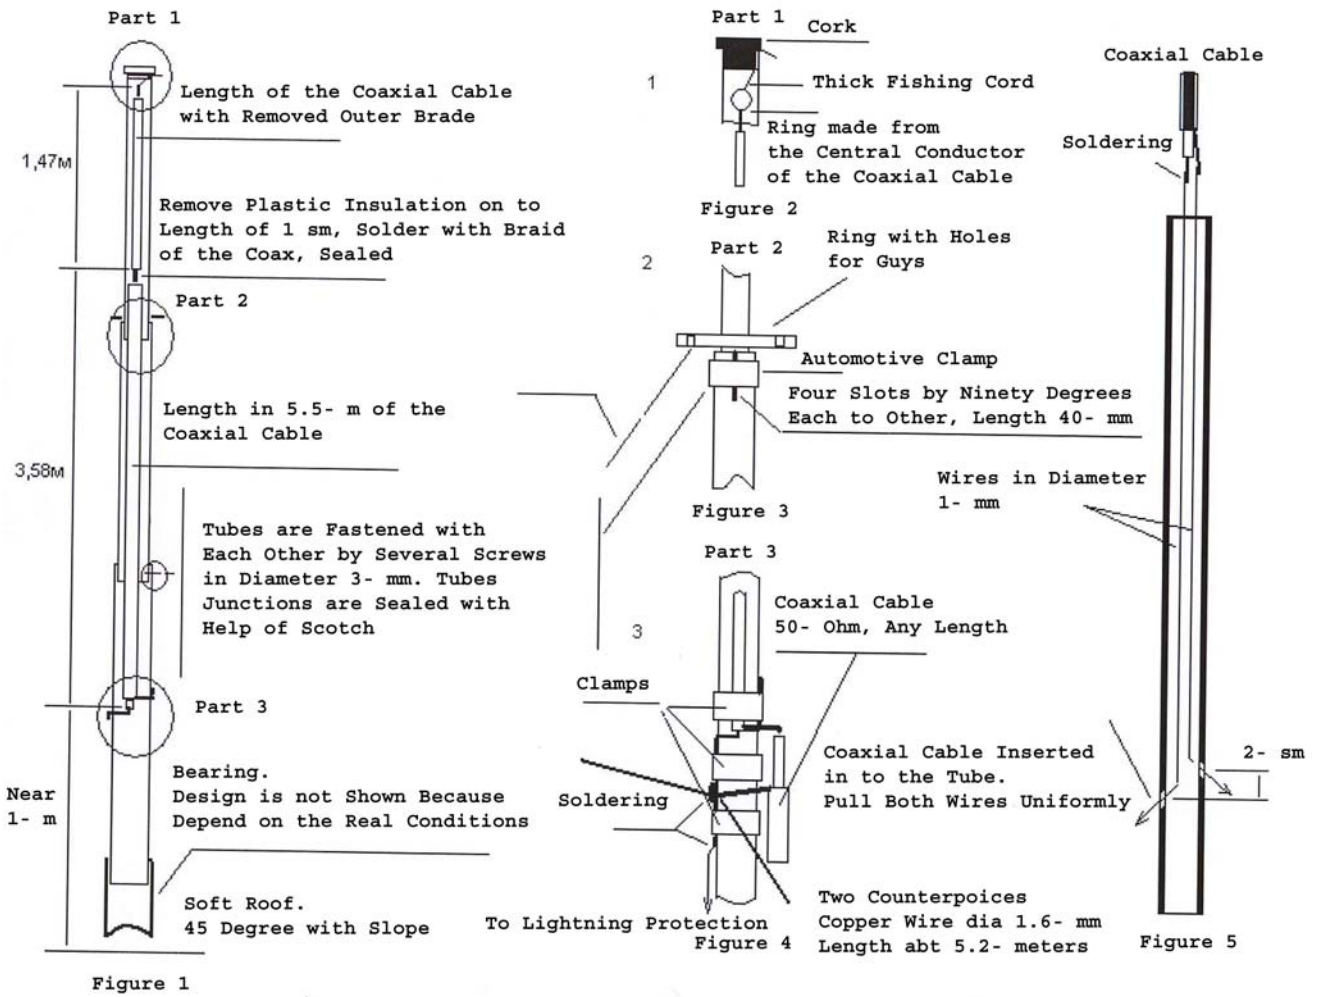 Part 1
Length of the Coaxial Cable
with Removed Outer Brade
1,47м
Remove Plastic Insulation on to
Length of 1 sm, Solder with Braid
of the Coax, Sealed
Part 2
Length in 5.5- m of the
Coaxial Cable
3,58м
Tubes are Fastened with
Each Other by Several Screws
in Diameter 3- mm. Tubes
Junctions are Sealed with
Help of Scotch
Part 3
Bearing.
Design is not Shown Because
Depend on the Real Conditions
Near
1- m
Soft Roof.
45 Degree with Slope
Figure 1
Part 1
Cork
1
Thick Fishing Cord
Ring made from
the Central Conductor
of the Coaxial Cable
Figure 2
Part 2
2
Ring with Holes
for Guys
Automotive Clamp
Four Slots by Ninety Degrees
Each to Other, Length 40- mm
Figure 3
Part 3
Coaxial Cable
50- Ohm, Any Length
3
Clamps
Soldering
To Lightning Protection
Two Counterpoices
Copper Wire dia 1.6- mm
Length abt 5.2- meters
Figure 4
Coaxial Cable
Soldering
Wires in Diameter
1- mm
Coaxial Cable Inserted
in to the Tube.
Pull Both Wires Uniformly
2- sm
Figure 5